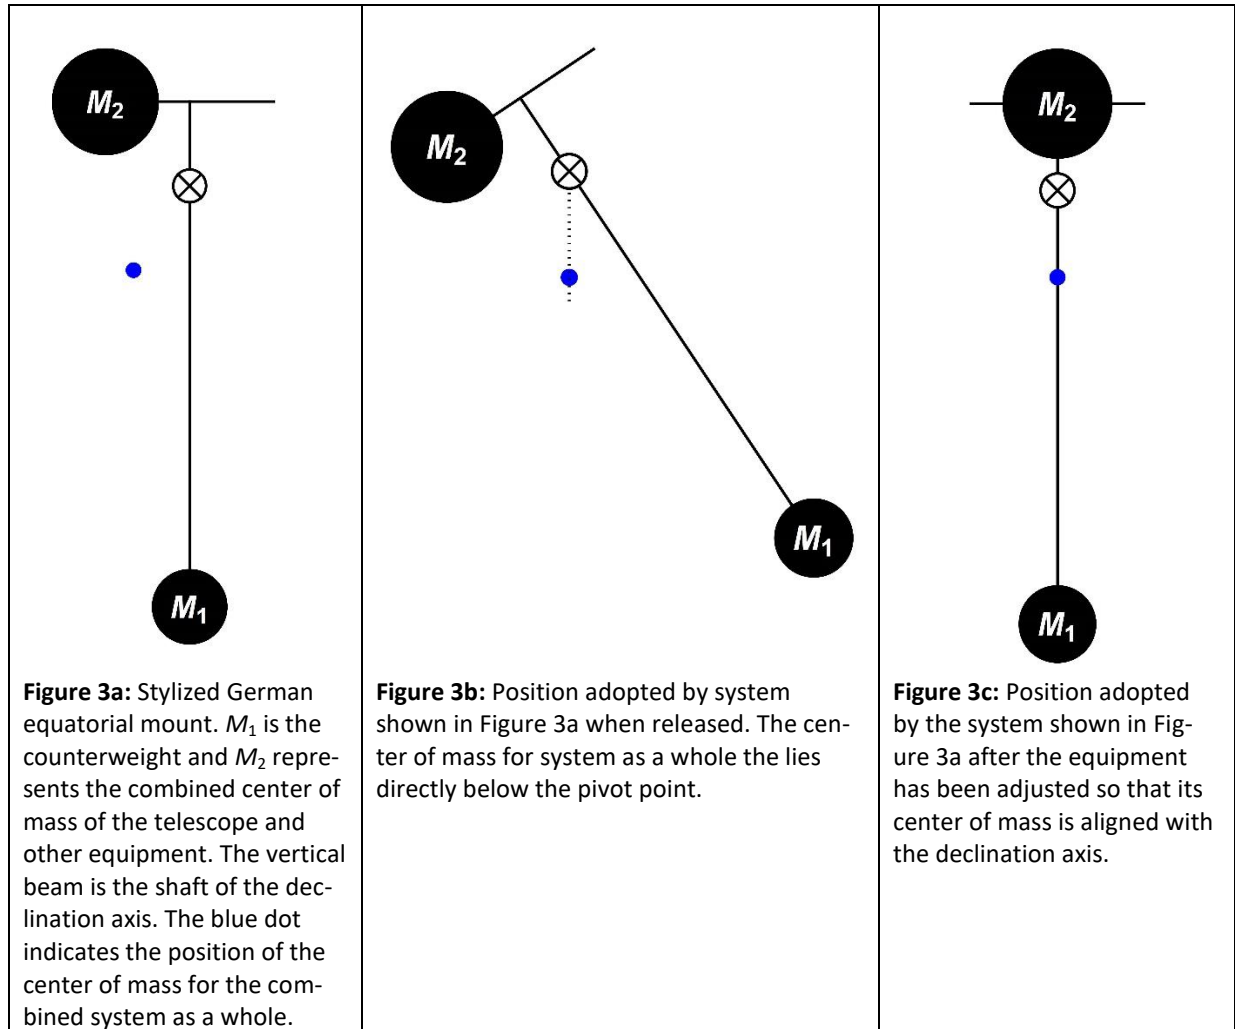 M2
M1
Figure 3a: Stylized German
equatorial mount. M1 is the
counterweight and M2 repre-
sents the combined center of
mass of the telescope and
other equipment. The vertical
beam is the shaft of the dec-
lination axis. The blue dot
indicates the position of the
center of mass for the com-
bined system as a whole.
M2
M1
Figure 3b: Position adopted by system
shown in Figure 3a when released. The cen-
ter of mass for system as a whole the lies
directly below the pivot point.
M2
M1
Figure 3c: Position adopted
by the system shown in Fig-
ure 3a after the equipment
has been adjusted so that its
center of mass is aligned with
the declination axis.